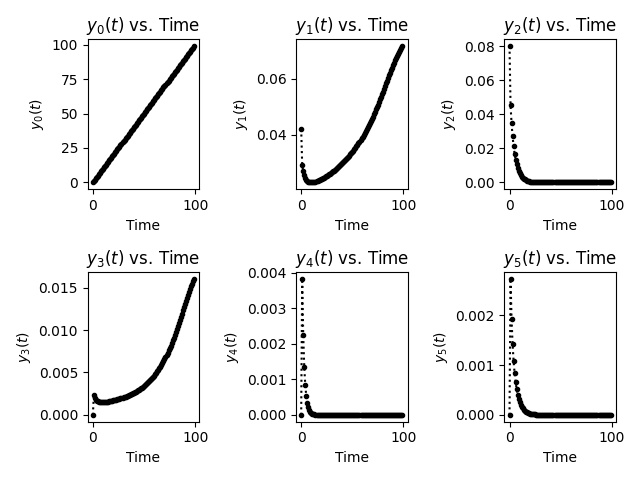 y₀(t) vs. Time
y₁(t) vs. Time
y₂(t) vs. Time
100
75
50
25
0
y₀(t)
0
100
Time
0.06
0.04
y₁(t)
0
100
Time
0.08
0.06
0.04
0.02
0.00
y₂(t)
0
100
Time
y₃(t) vs. Time
y₄(t) vs. Time
y₅(t) vs. Time
0.015
0.010
0.005
0.000
y₃(t)
0
100
Time
0.004
0.003
0.002
0.001
0.000
y₄(t)
0
100
Time
0.002
0.001
0.000
y₅(t)
0
100
Time